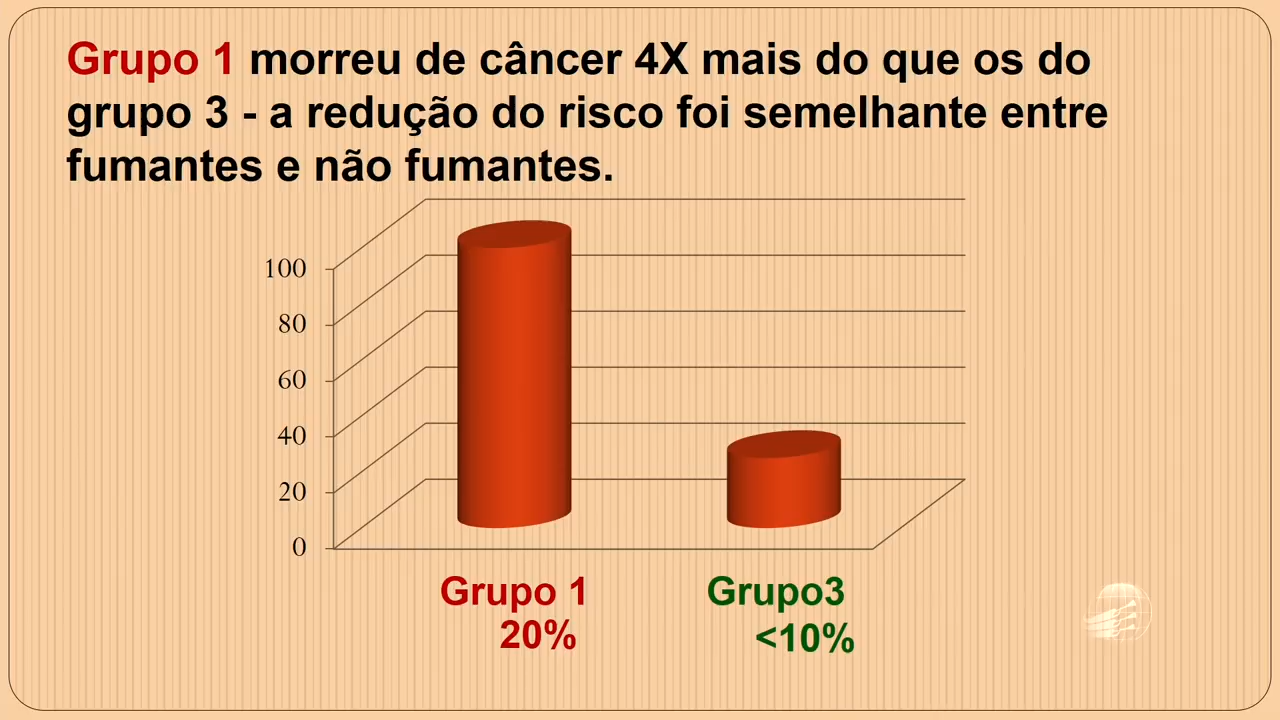 Grupo 1 morreu de câncer 4X mais do que os do
grupo 3 - a redução do risco foi semelhante entre
fumantes e não fumantes.
100
80
60
40
20
0
Grupo 1 Grupo3
20% <10%